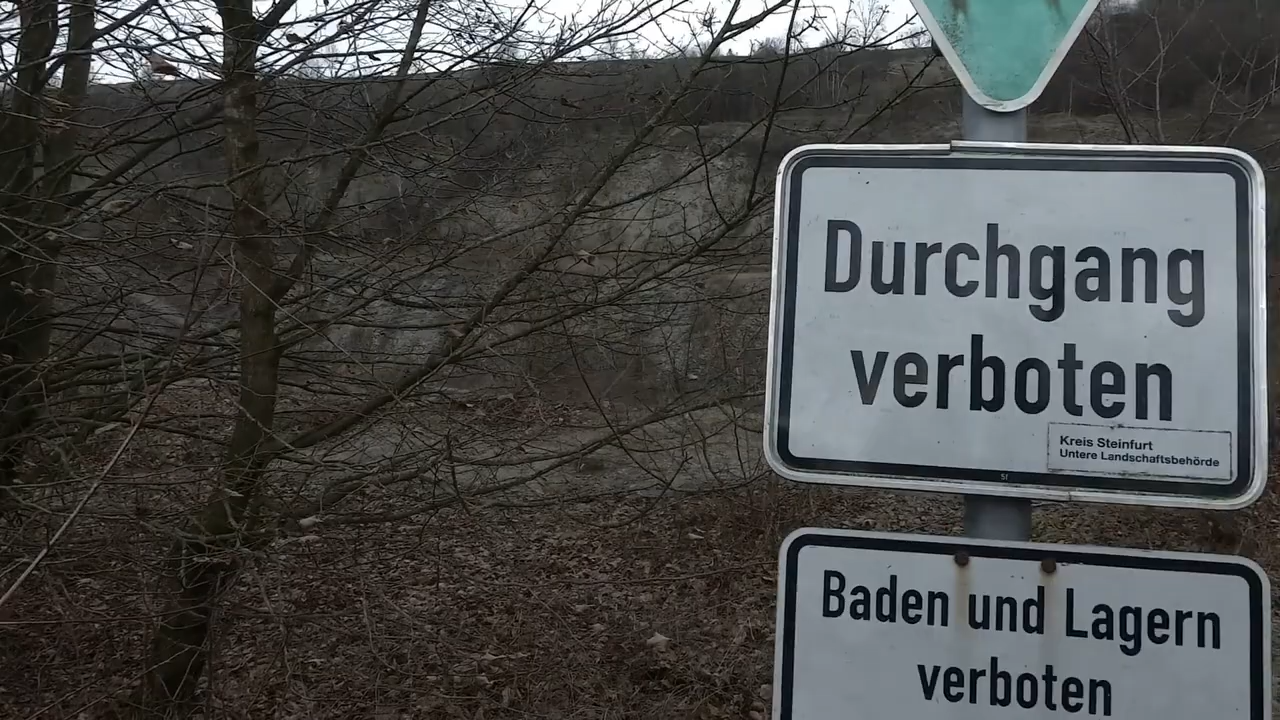 Durchgang
verboten
Kreis Steinfurt
Untere Landschaftsbehörde
Baden und Lagern
verboten